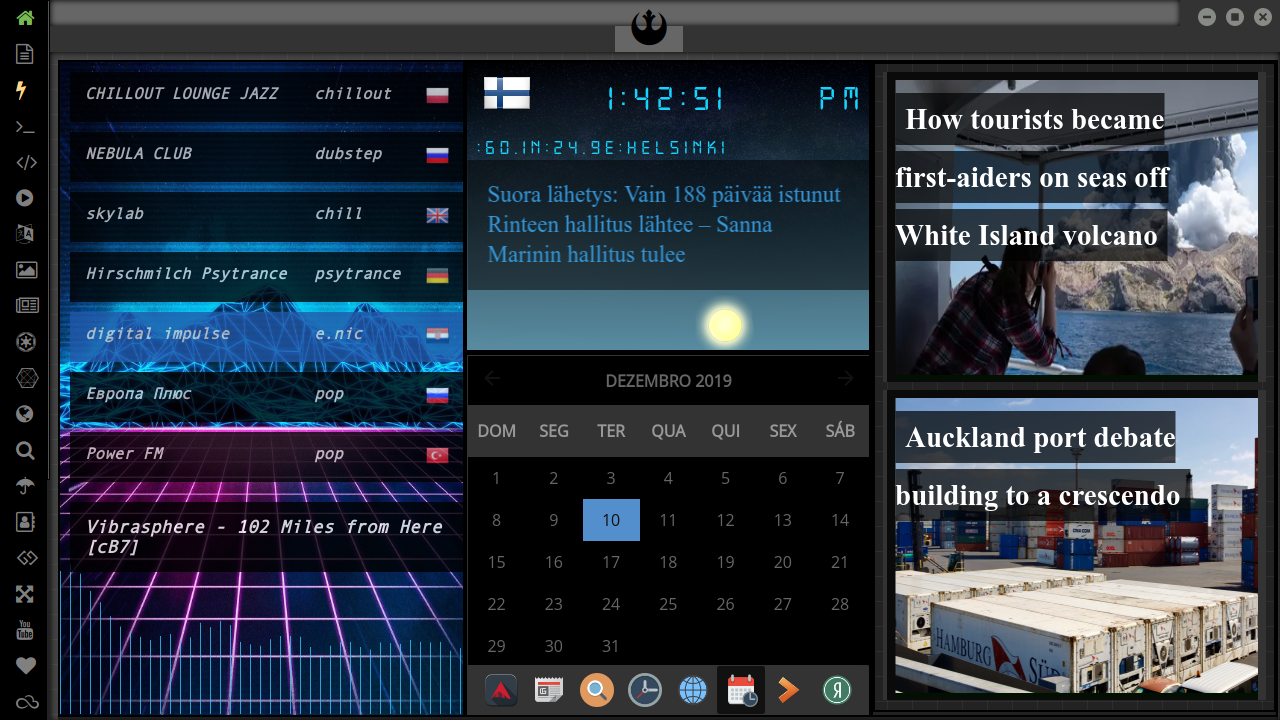 CHILLOUT LOUNGE JAZZ chillout
NEBULA CLUB dubstep
skylab chill
Hirschmilch Psytrance psytrance
digital impulse e.nic
Европа Плюс pop
Power FM pop
Vibrasphere - 102 Miles from Here
[cB7]
1:42:51 PM
:60.1N:24.9E:HELSINKI
Suora lähetys: Vain 188 päivää istunut
Rinteen hallitus lähtee – Sanna
Marinin hallitus tulee
DEZEMBRO 2019
DOM SEG TER QUA QUI SEX SÁB
1 2 3 4 5 6 7
8 9 10 11 12 13 14
15 16 17 18 19 20 21
22 23 24 25 26 27 28
29 30 31
How tourists became
first-aiders on seas off
White Island volcano
Auckland port debate
building to a crescendo
HAMBURG SÜD
You
Tube